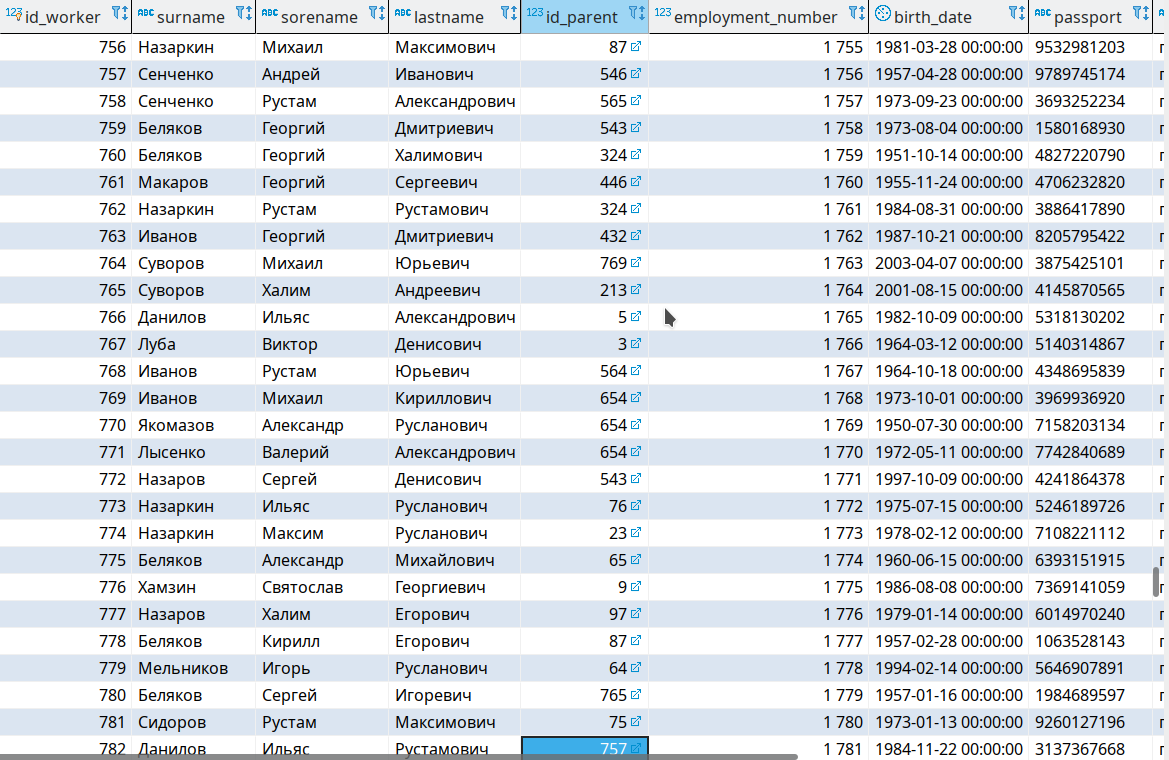 123 id_worker ABC surname ABC sorename ABC lastname 123 id_parent 123 employment_number birth_date ABC passport
756 Назаркин Михаил Максимович 87 1 755 1981-03-28 00:00:00 9532981203
757 Сенченко Андрей Иванович 546 1 756 1957-04-28 00:00:00 9789745174
758 Сенченко Рустам Александрович 565 1 757 1973-09-23 00:00:00 3693252234
759 Беляков Георгий Дмитриевич 543 1 758 1973-08-04 00:00:00 1580168930
760 Беляков Георгий Халимович 324 1 759 1951-10-14 00:00:00 4827220790
761 Макаров Георгий Сергеевич 446 1 760 1955-11-24 00:00:00 4706232820
762 Назаркин Рустам Рустамович 324 1 761 1984-08-31 00:00:00 3886417890
763 Иванов Георгий Дмитриевич 432 1 762 1987-10-21 00:00:00 8205795422
764 Суворов Михаил Юрьевич 769 1 763 2003-04-07 00:00:00 3875425101
765 Суворов Халим Андреевич 213 1 764 2001-08-15 00:00:00 4145870565
766 Данилов Ильяс Александрович 5 1 765 1982-10-09 00:00:00 5318130202
767 Луба Виктор Денисович 3 1 766 1964-03-12 00:00:00 5140314867
768 Иванов Рустам Юрьевич 564 1 767 1964-10-18 00:00:00 4348695839
769 Иванов Михаил Кириллович 654 1 768 1973-10-01 00:00:00 3969936920
770 Якомазов Александр Русланович 654 1 769 1950-07-30 00:00:00 7158203134
771 Лысенко Валерий Александрович 654 1 770 1972-05-11 00:00:00 7742840689
772 Назаров Сергей Денисович 543 1 771 1997-10-09 00:00:00 4241864378
773 Назаркин Ильяс Русланович 76 1 772 1975-07-15 00:00:00 5246189726
774 Назаркин Максим Русланович 23 1 773 1978-02-12 00:00:00 7108221112
775 Беляков Александр Михайлович 65 1 774 1960-06-15 00:00:00 6393151915
776 Хамзин Святослав Георгиевич 9 1 775 1986-08-08 00:00:00 7369141059
777 Назаров Халим Егорович 97 1 776 1979-01-14 00:00:00 6014970240
778 Беляков Кирилл Егорович 87 1 777 1957-02-28 00:00:00 1063528143
779 Мельников Игорь Русланович 64 1 778 1994-02-14 00:00:00 5646907891
780 Беляков Сергей Игоревич 765 1 779 1957-01-16 00:00:00 1984689597
781 Сидоров Рустам Максимович 75 1 780 1973-01-13 00:00:00 9260127196
782 Данилов Ильяс Рустамович 757 1 781 1984-11-22 00:00:00 3137367668